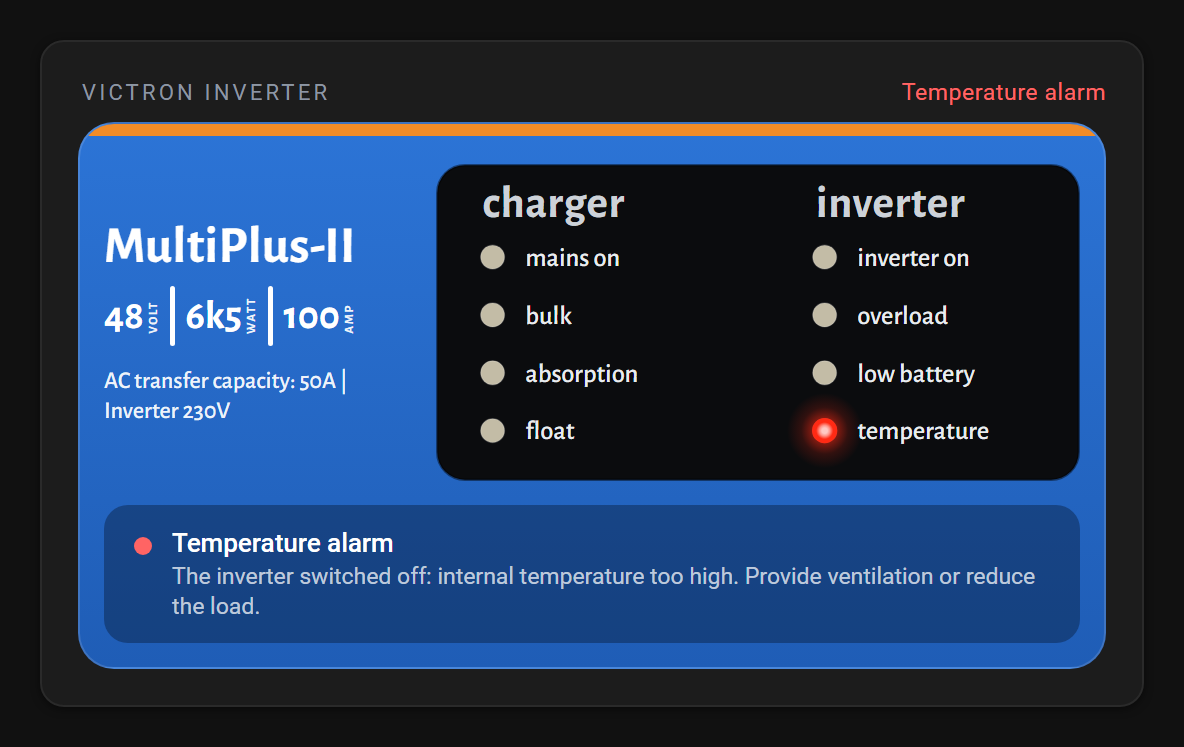 VICTRON INVERTER
Temperature alarm
MultiPlus-II
48 VOLT | 6k5 WATT | 100 AMP
AC transfer capacity: 50A |
Inverter 230V
charger
mains on
bulk
absorption
float
inverter
inverter on
overload
low battery
temperature
Temperature alarm
The inverter switched off: internal temperature too high. Provide ventilation or reduce
the load.